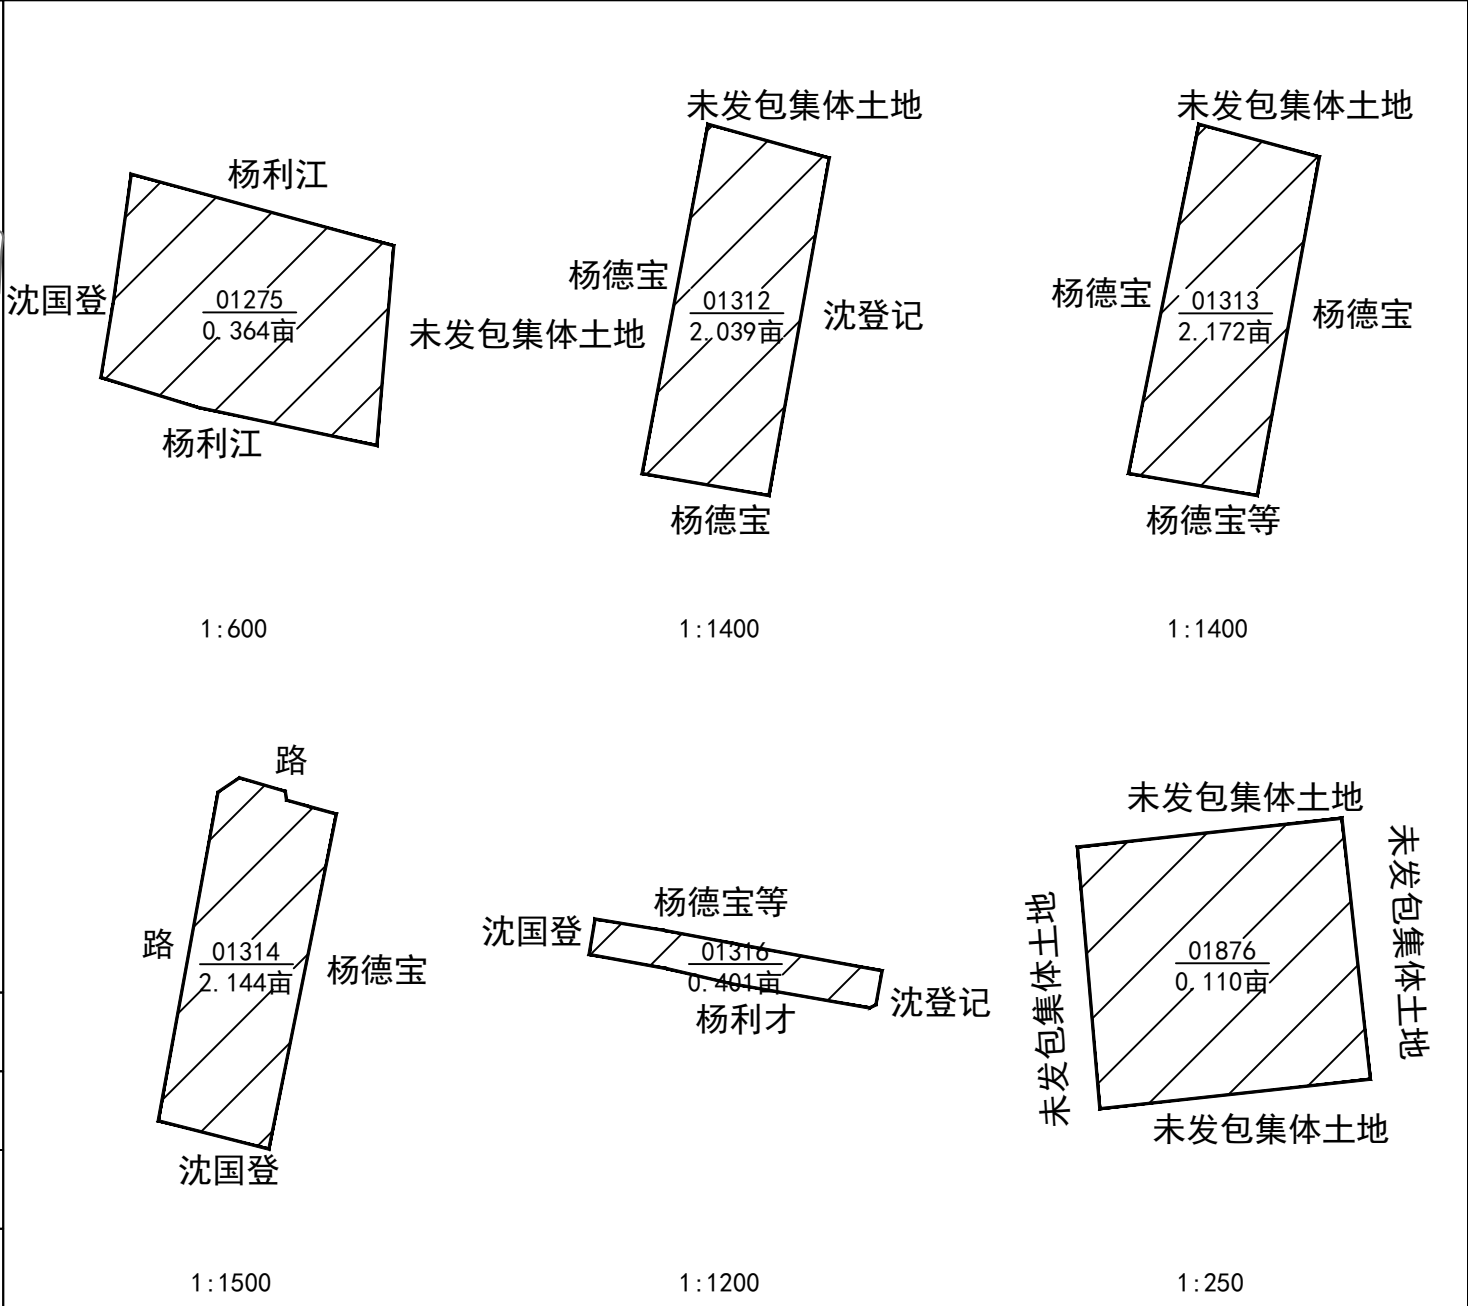 杨利江
沈国登
01275
0.364亩
未发包集体土地
杨利江
1:600
未发包集体土地
杨德宝
01312
2.039亩
沈登记
杨德宝
1:1400
未发包集体土地
杨德宝
01313
2.172亩
杨德宝
杨德宝等
1:1400
路
路
01314
2.144亩
杨德宝
沈国登
1:1500
杨德宝等
沈国登
01316
0.401亩
沈登记
杨利才
1:1200
未发包集体土地
未发包集体土地
01876
0.110亩
未发包集体土地
未发包集体土地
1:250